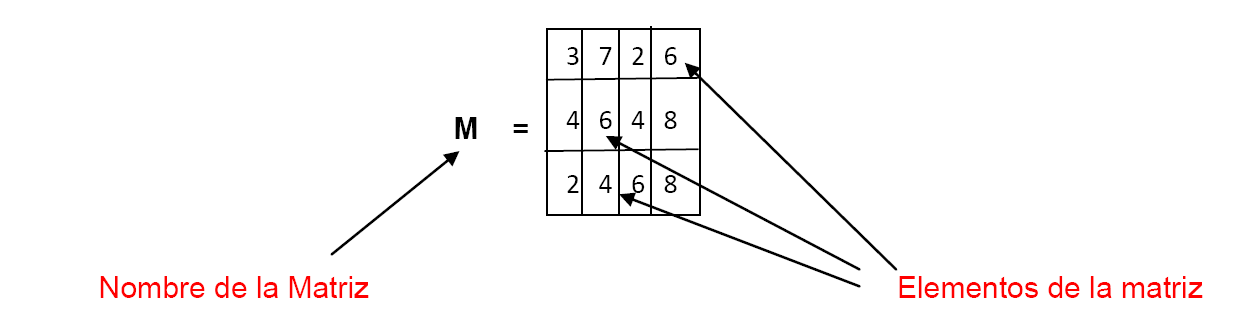 3 7 2 6
M = 4 6 4 8
2 4 6 8
Nombre de la Matriz
Elementos de la matriz